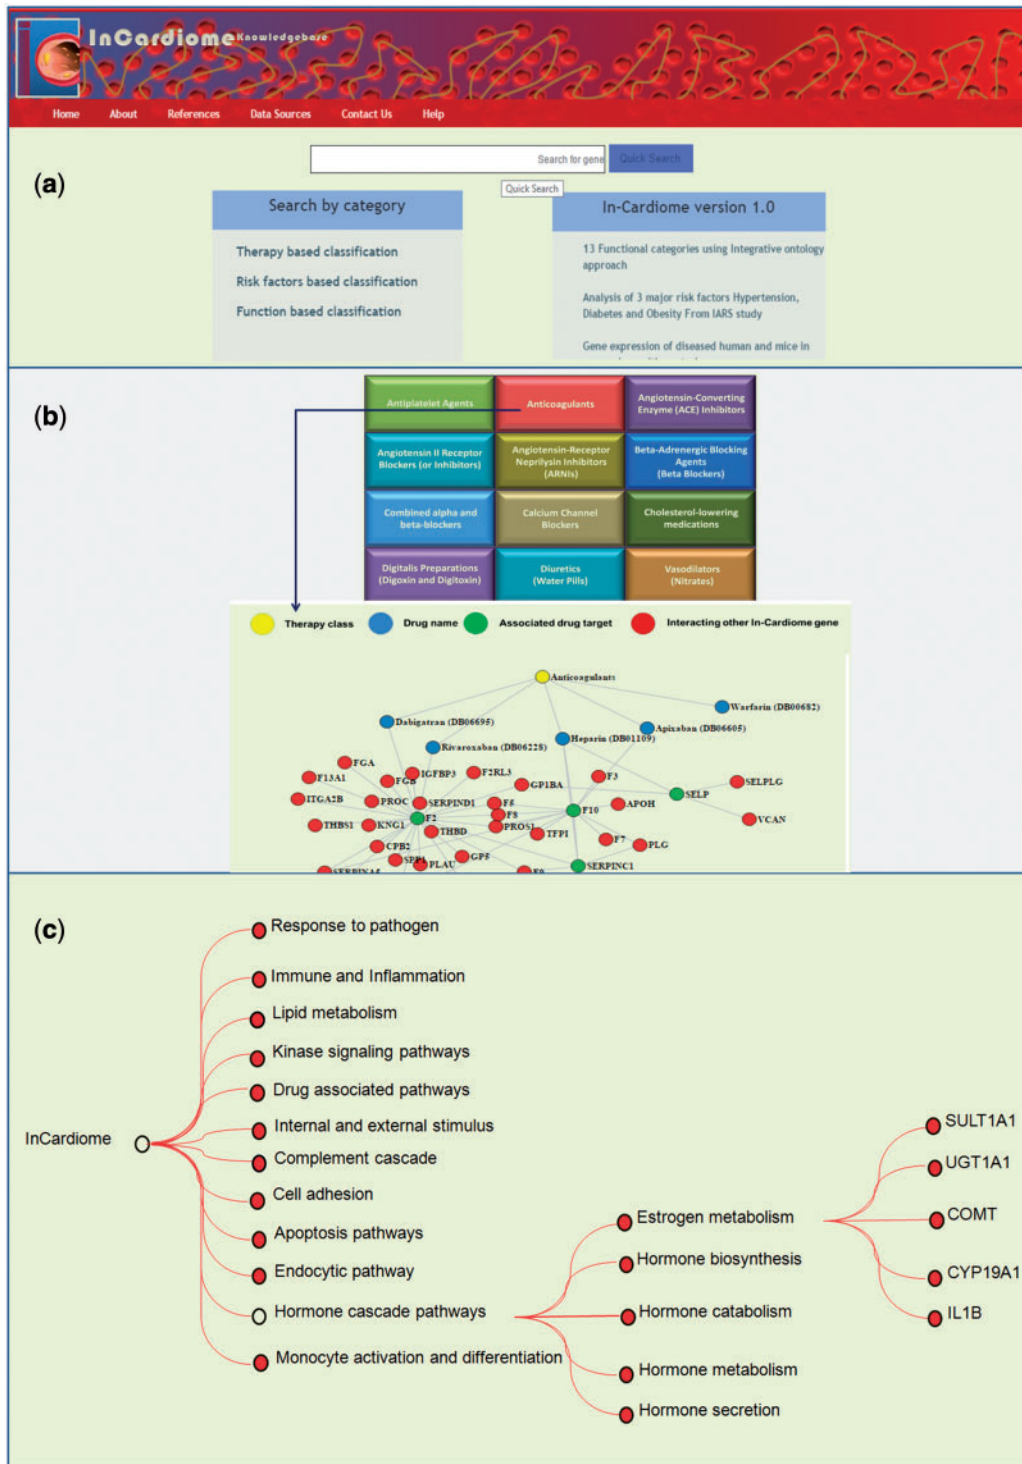 InCardiome Knowledgebase
Home About References Data Sources Contact Us Help
(a)
Search for gene
Quick Search
Quick Search
Search by category
Therapy based classification
Risk factors based classification
Function based classification
In-Cardiome version 1.0
13 Functional categories using Integrative ontology
approach
Analysis of 3 major risk factors Hypertension,
Diabetes and Obesity From IARS study
Gene expression of diseased human and mice in
(b)
Antiplatelet Agents
Anticoagulants
Angiotensin-Converting
Enzyme (ACE) Inhibitors
Angiotensin II Receptor
Blockers (or Inhibitors)
Angiotensin-Receptor
Neprilysin Inhibitors
(ARNIs)
Beta-Adrenergic Blocking
Agents
(Beta Blockers)
Combined alpha and
beta-blockers
Calcium Channel
Blockers
Cholesterol-lowering
medications
Digitalis Preparations
(Digoxin and Digitoxin)
Diuretics
(Water Pills)
Vasodilators
(Nitrates)
Therapy class
Drug name
Associated drug target
Interacting other In-Cardiome gene
Anticoagulants
Warfarin (DB00682)
Dabigatran (DB06695)
Apixaban (DB06605)
Heparin (DB01109)
Rivaroxaban (DB06228)
FGA
F13A1
FGB
IGFBP3
F2RL3
GP1BA
F3
SELPLG
SELP
ITGA2B
PROC
SERPIND1
F5
F10
APOH
F8
F2
VCAN
THBS1
KNG1
THBD
PROS1
TFPI
F7
PLG
CPB2
SPP1
PLAU
GP5
SERPINC1
SERPINA5
F9
(c)
Response to pathogen
Immune and Inflammation
Lipid metabolism
Kinase signaling pathways
Drug associated pathways
Internal and external stimulus
InCardiome
Complement cascade
Cell adhesion
Apoptosis pathways
Endocytic pathway
Hormone cascade pathways
Monocyte activation and differentiation
Estrogen metabolism
Hormone biosynthesis
Hormone catabolism
Hormone metabolism
Hormone secretion
SULT1A1
UGT1A1
COMT
CYP19A1
IL1B